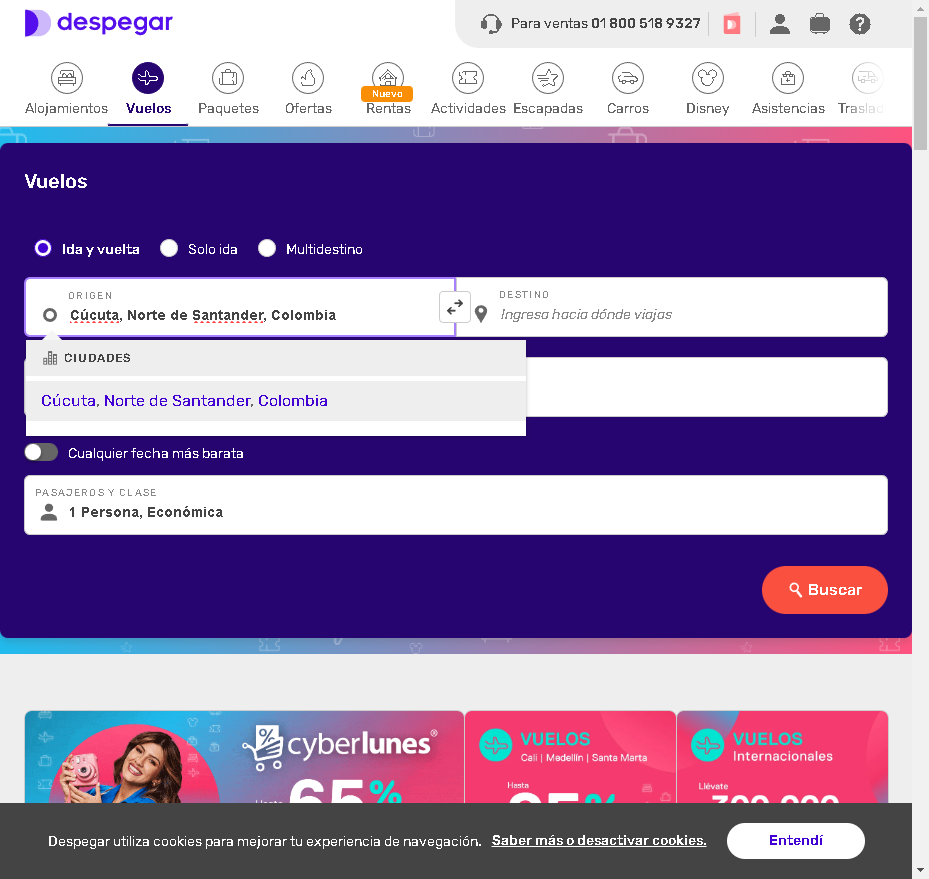 despegar
Para ventas 01 800 518 9327
Alojamientos
Vuelos
Paquetes
Ofertas
Nuevo
Rentas
Actividades
Escapadas
Carros
Disney
Asistencias
Traslad
Vuelos
Ida y vuelta
Solo ida
Multidestino
ORIGEN
Cúcuta, Norte de Santander, Colombia
DESTINO
Ingresa hacia dónde viajas
CIUDADES
Cúcuta, Norte de Santander, Colombia
Cualquier fecha más barata
PASAJEROS Y CLASE
1 Persona, Económica
Buscar
cyberlunes®
Hasta
65%
VUELOS
Cali | Medellín | Santa Marta
Hasta
VUELOS
Internacionales
Llévate
Despegar utiliza cookies para mejorar tu experiencia de navegación.
Saber más o desactivar cookies.
Entendí